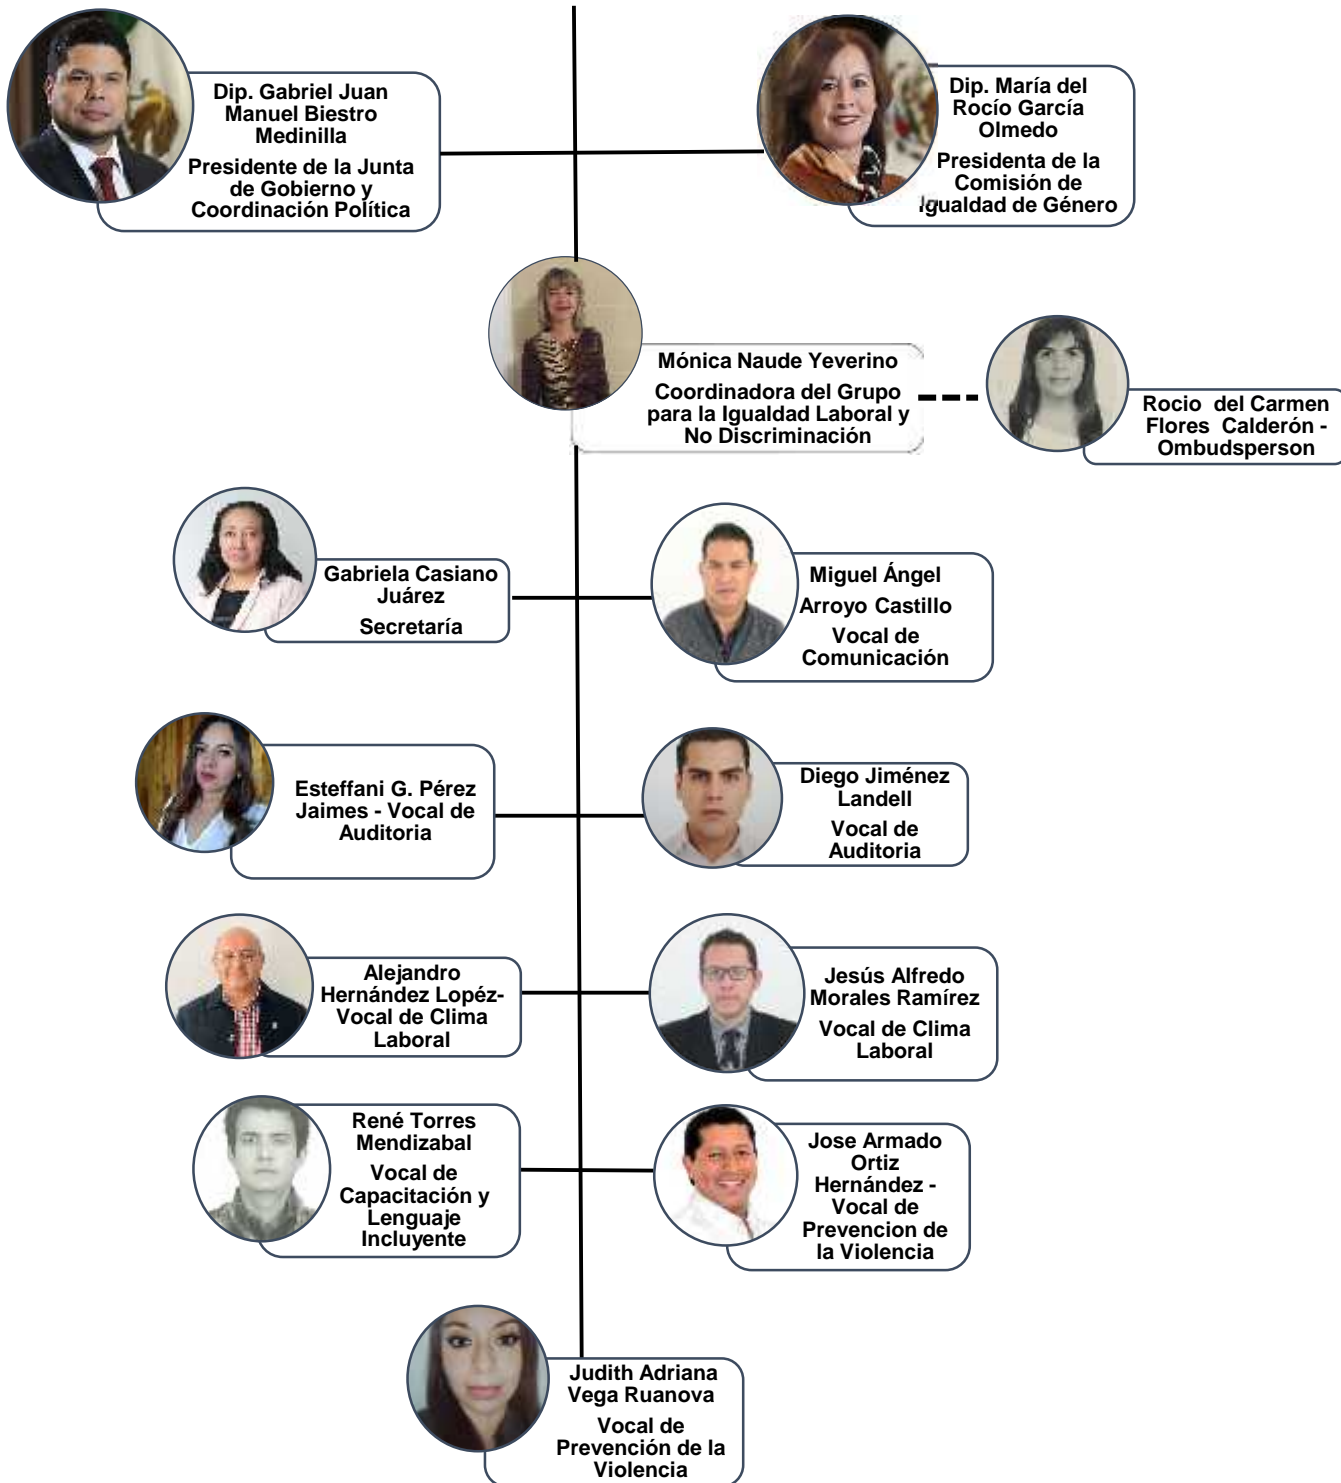 Dip. Gabriel Juan
Manuel Biestro
Medinilla
Presidente de la Junta
de Gobierno y
Coordinación Política
Dip. María del
Rocío García
Olmedo
Presidenta de la
Comisión de
Igualdad de Género
Mónica Naude Yeverino
Coordinadora del Grupo
para la Igualdad Laboral y
No Discriminación
Rocio del Carmen
Flores Calderón -
Ombudsperson
Gabriela Casiano
Juárez
Secretaría
Miguel Ángel
Arroyo Castillo
Vocal de
Comunicación
Esteffani G. Pérez
Jaimes - Vocal de
Auditoria
Diego Jiménez
Landell
Vocal de
Auditoria
Alejandro
Hernández Lopéz-
Vocal de Clima
Laboral
Jesús Alfredo
Morales Ramírez
Vocal de Clima
Laboral
René Torres
Mendizabal
Vocal de
Capacitación y
Lenguaje
Incluyente
Jose Armado
Ortiz
Hernández -
Vocal de
Prevencion de
la Violencia
Judith Adriana
Vega Ruanova
Vocal de
Prevención de la
Violencia